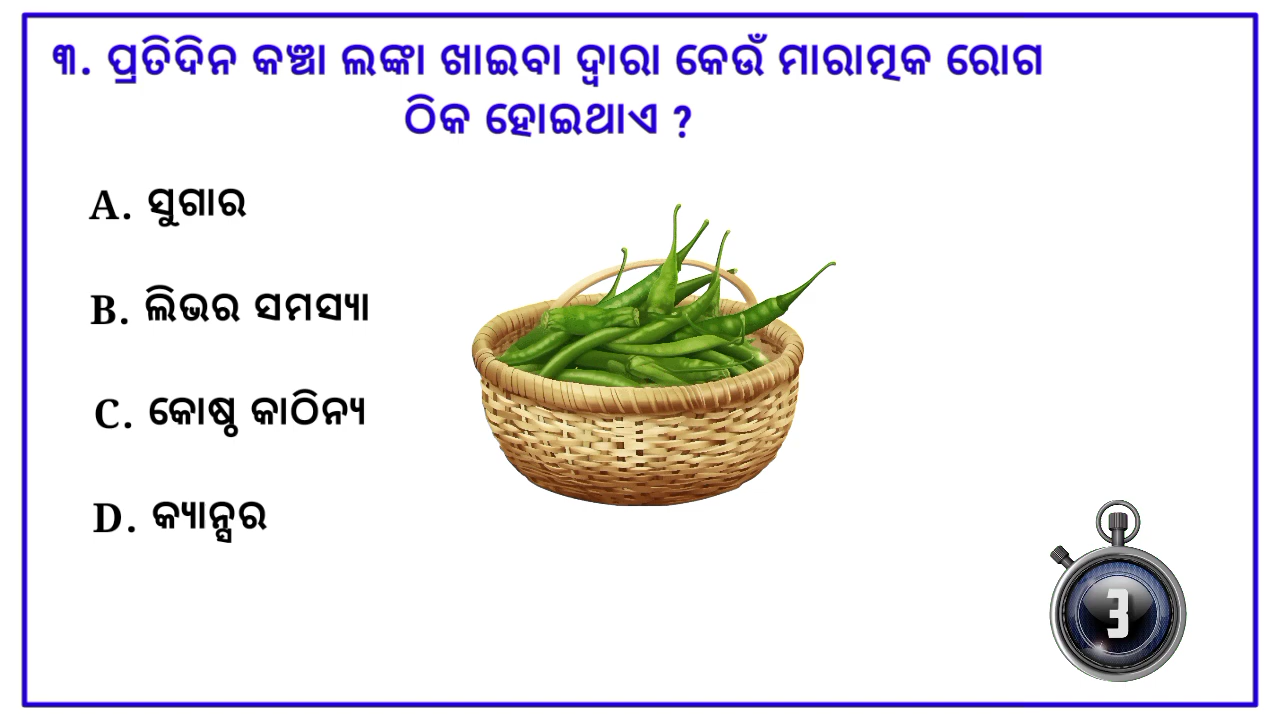 ୩. ପ୍ରତିଦିନ କଞ୍ଚା ଲଙ୍କା ଖାଇବା ଦ୍ୱାରା କେଉଁ ମାରାତ୍ମକ ରୋଗ
ଠିକ ହୋଇଥାଏ ?
A. ସୁଗାର
B. ଲିଭର ସମସ୍ୟା
C. କୋଷ୍ଠ କାଠିନ୍ୟ
D. କ୍ୟାନ୍ସର
3